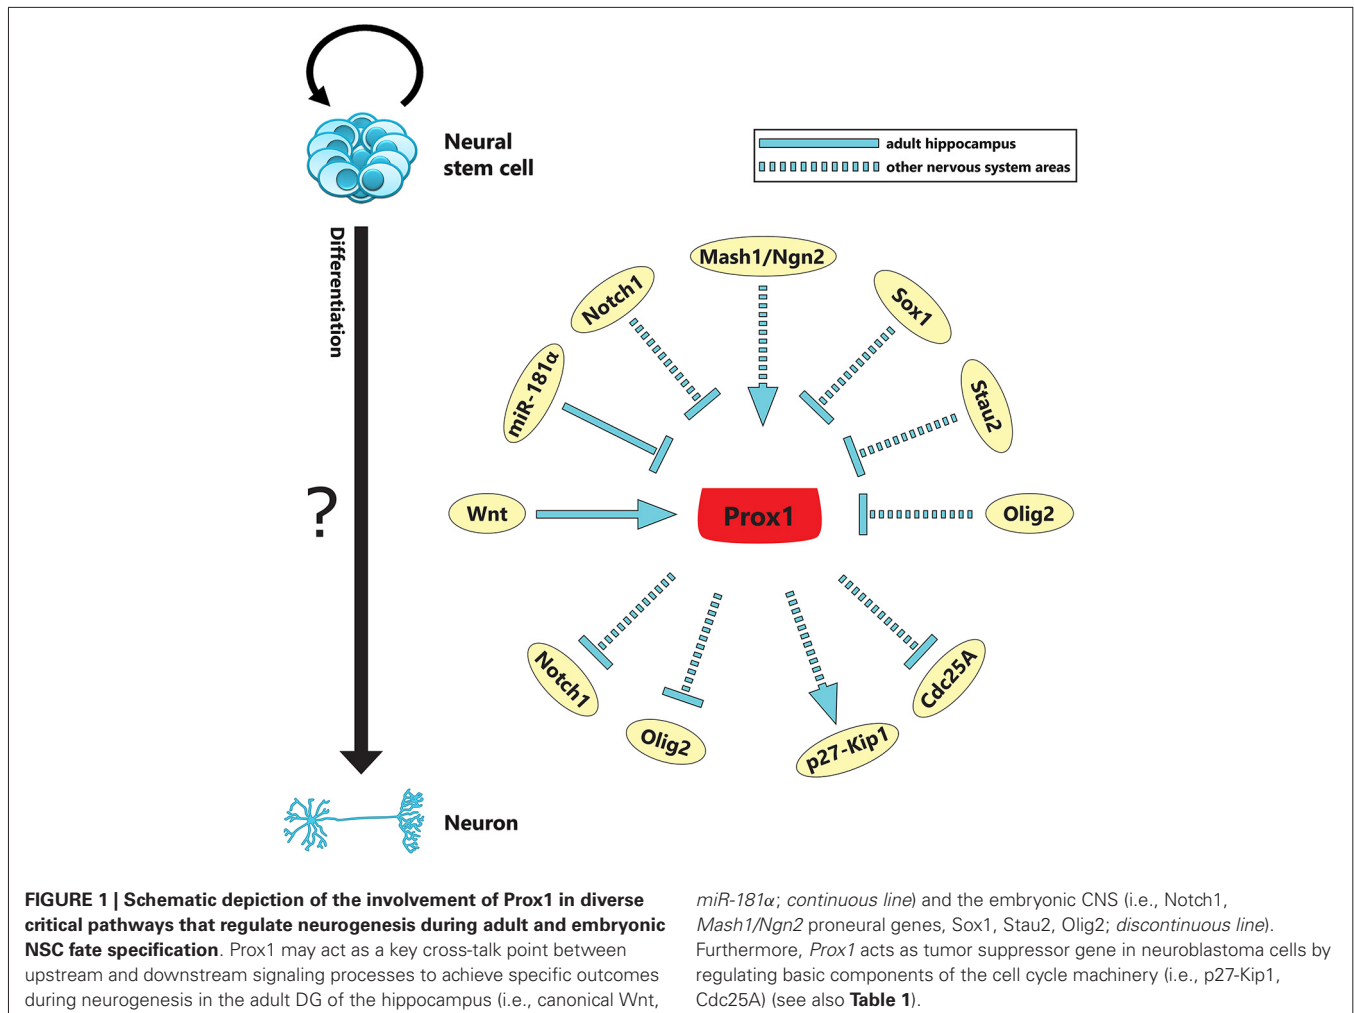 Neural
stem cell
adult hippocampus
other nervous system areas
Differentiation
?
Mash1/Ngn2
Notch1
Sox1
miR-181α
Stau2
Wnt
Prox1
Olig2
Notch1
Olig2
p27-Kip1
Cdc25A
Neuron
FIGURE 1 | Schematic depiction of the involvement of Prox1 in diverse
critical pathways that regulate neurogenesis during adult and embryonic
NSC fate specification. Prox1 may act as a key cross-talk point between
upstream and downstream signaling processes to achieve specific outcomes
during neurogenesis in the adult DG of the hippocampus (i.e., canonical Wnt,
miR-181α; continuous line) and the embryonic CNS (i.e., Notch1,
Mash1/Ngn2 proneural genes, Sox1, Stau2, Olig2; discontinuous line).
Furthermore, Prox1 acts as tumor suppressor gene in neuroblastoma cells by
regulating basic components of the cell cycle machinery (i.e., p27-Kip1,
Cdc25A) (see also Table 1).